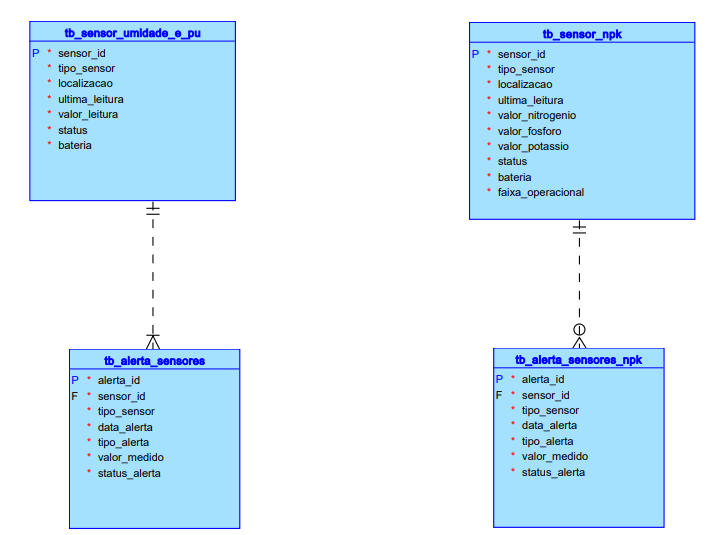 tb_sensor_umidade_e_pu
P * sensor_id
* tipo_sensor
* localizacao
* ultima_leitura
* valor_leitura
* status
* bateria
tb_sensor_npk
P * sensor_id
* tipo_sensor
* localizacao
* ultima_leitura
* valor_nitrogenio
* valor_fosforo
* valor_potassio
* status
* bateria
* faixa_operacional
tb_alerta_sensores
P * alerta_id
F * sensor_id
* tipo_sensor
* data_alerta
* tipo_alerta
* valor_medido
* status_alerta
tb_alerta_sensores_npk
P * alerta_id
F * sensor_id
* tipo_sensor
* data_alerta
* tipo_alerta
* valor_medido
* status_alerta